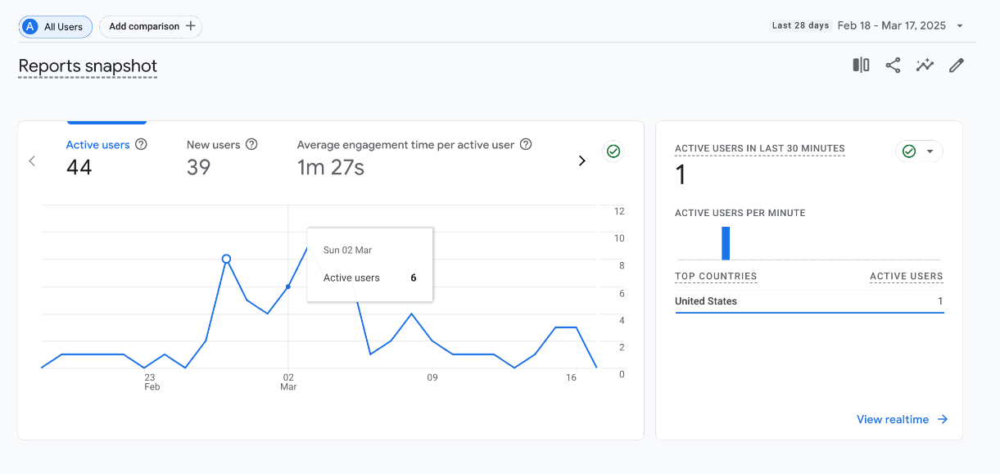 A All Users Add comparison + Last 28 days Feb 18 - Mar 17, 2025
Reports snapshot
Active users New users Average engagement time per active user
44 39 1m 27s
12
10
8
6
4
2
0
Sun 02 Mar
Active users 6
23 02 09 16
Feb Mar
ACTIVE USERS IN LAST 30 MINUTES
1
ACTIVE USERS PER MINUTE
TOP COUNTRIES ACTIVE USERS
United States 1
View realtime